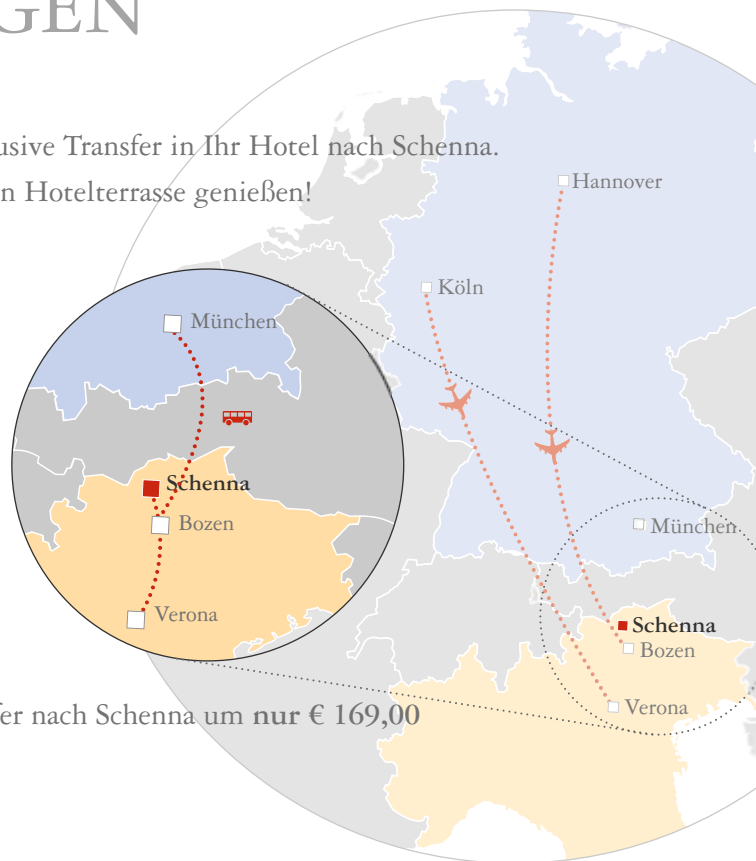 GEN
usive Transfer in Ihr Hotel nach Schenna.
n Hotelterrasse genießen!
Hannover
Köln
München
Schenna
Bozen
Verona
München
Schenna
Bozen
Verona
fer nach Schenna um nur € 169,00